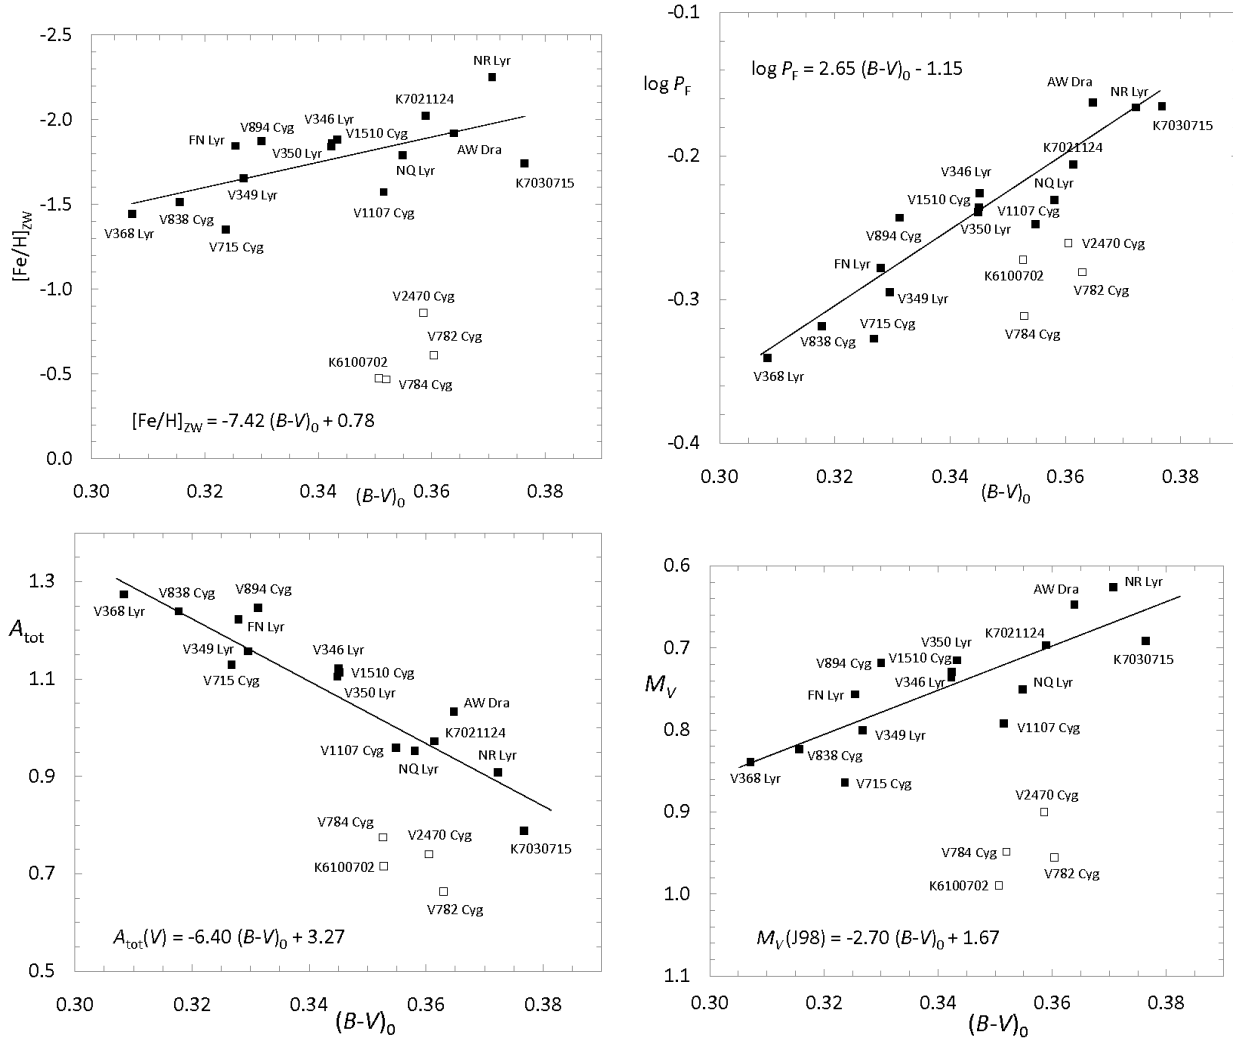 -2.5
-2.0
-1.5
-1.0
-0.5
0.0
[Fe/H]ZW
NR Lyr
K7021124
V346 Lyr
V894 Cyg
V1510 Cyg
FN Lyr
V350 Lyr
AW Dra
NQ Lyr
K7030715
V349 Lyr
V1107 Cyg
V838 Cyg
V368 Lyr
V715 Cyg
V2470 Cyg
V782 Cyg
K6100702
V784 Cyg
[Fe/H]ZW = -7.42 (B-V)0 + 0.78
0.30 0.32 0.34 0.36 0.38
(B-V)0
-0.1
-0.2
-0.3
-0.4
log PF
log PF = 2.65 (B-V)0 - 1.15
AW Dra
NR Lyr
K7030715
K7021124
V346 Lyr
NQ Lyr
V1510 Cyg
V1107 Cyg
V894 Cyg
V350 Lyr
V2470 Cyg
FN Lyr
K6100702
V782 Cyg
V349 Lyr
V715 Cyg
V784 Cyg
V838 Cyg
V368 Lyr
0.30 0.32 0.34 0.36 0.38
(B-V)0
1.3
1.1
0.9
0.7
0.5
Atot
V838 Cyg
V894 Cyg
V368 Lyr
FN Lyr
V349 Lyr
V346 Lyr
V715 Cyg
V1510 Cyg
V350 Lyr
AW Dra
K7021124
V1107 Cyg
NR Lyr
NQ Lyr
V784 Cyg
V2470 Cyg
K7030715
K6100702
V782 Cyg
Atot(V) = -6.40 (B-V)0 + 3.27
0.30 0.32 0.34 0.36 0.38
(B-V)0
0.6
0.7
0.8
0.9
1.0
1.1
MV
NR Lyr
AW Dra
V350 Lyr
K7021124
V894 Cyg
V1510 Cyg
K7030715
V346 Lyr
FN Lyr
NQ Lyr
V349 Lyr
V1107 Cyg
V838 Cyg
V368 Lyr
V715 Cyg
V2470 Cyg
V784 Cyg
V782 Cyg
K6100702
MV(J98) = -2.70 (B-V)0 + 1.67
0.30 0.32 0.34 0.36 0.38
(B-V)0